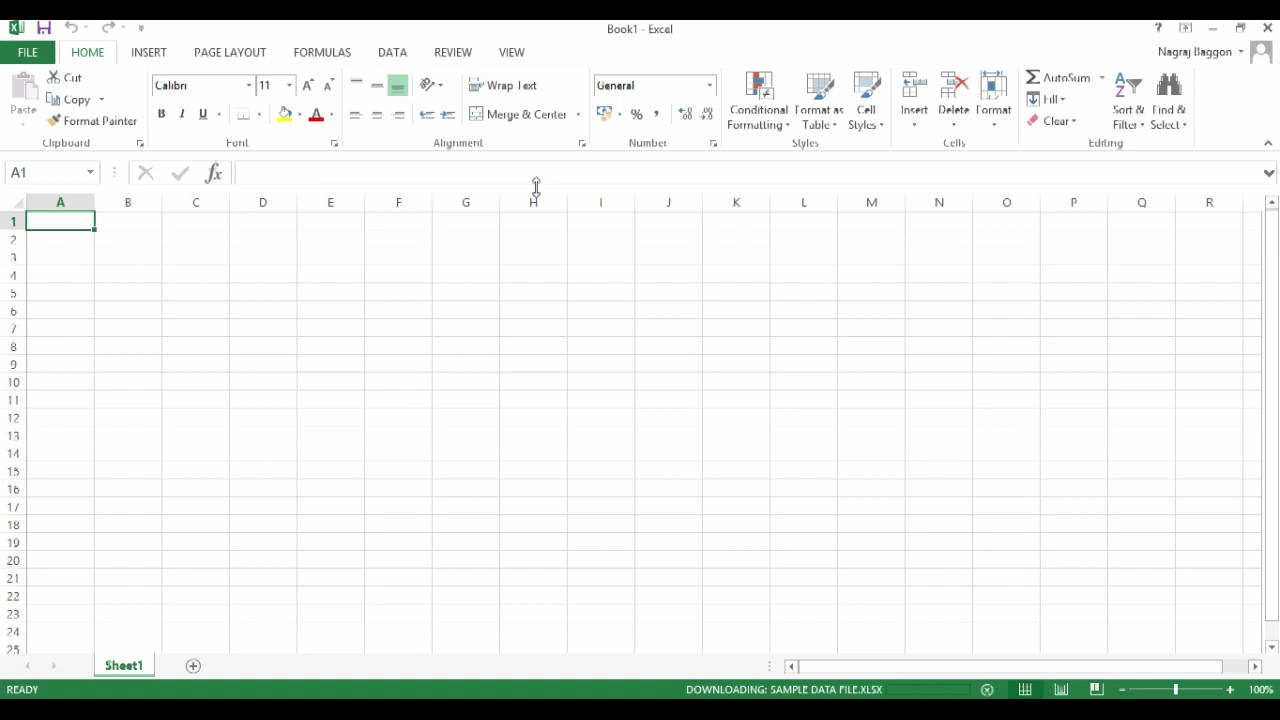 Book1 - Excel
?
FILE HOME INSERT PAGE LAYOUT FORMULAS DATA REVIEW VIEW
Nagraj Baggon
Paste
Cut
Copy
Format Painter
Clipboard
Calibri 11
B I U A
Font
Wrap Text
Merge & Center
Alignment
General
%
Number
Conditional Formatting
Format as Table
Cell Styles
Styles
Insert Delete Format
Cells
AutoSum
Fill
Clear
Sort & Filter
Find & Select
Editing
A1
fx
A B C D E F G H I J K L M N O P Q R
1
2
3
4
5
6
7
8
9
10
11
12
13
14
15
16
17
18
19
20
21
22
23
24
25
Sheet1
READY
DOWNLOADING: SAMPLE DATA FILE.XLSX
100%